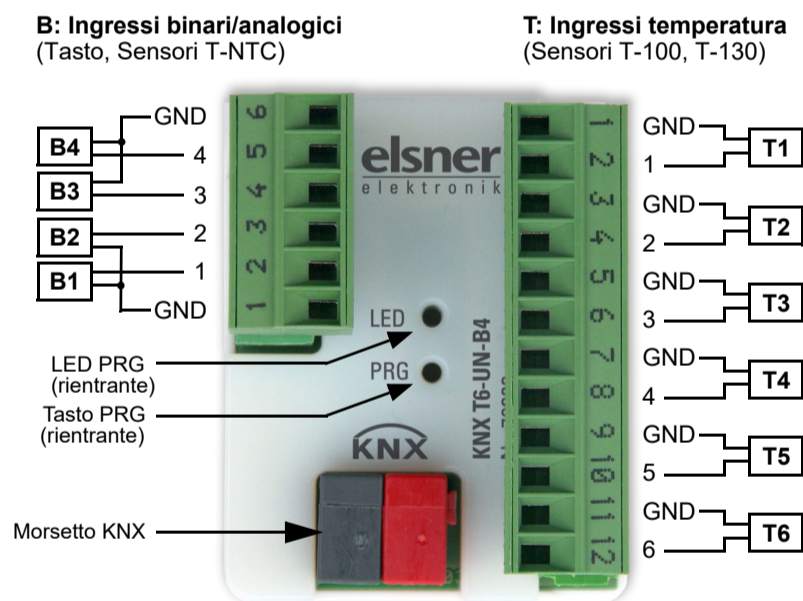 B: Ingressi binari/analogici
(Tasto, Sensori T-NTC)
T: Ingressi temperatura
(Sensori T-100, T-130)
GND
B4
4
B3
3
B2
2
B1
1
GND
6
5
4
3
2
1
elsner
elektronik
LED
PRG
KNX
KNX T6-UN-B4
LED PRG
(rientrante)
Tasto PRG
(rientrante)
Morsetto KNX
1
2
3
4
5
6
7
8
9
10
11
12
GND
1
T1
GND
2
T2
GND
3
T3
GND
4
T4
GND
5
T5
GND
6
T6